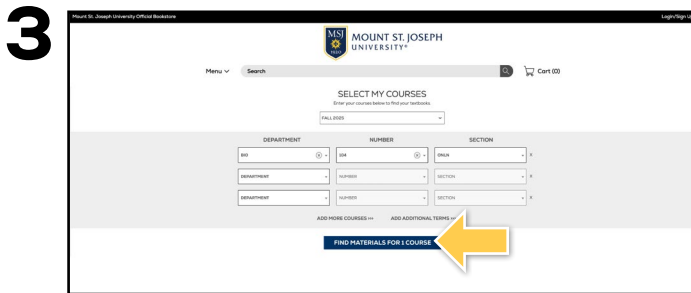 3
Mount St. Joseph University Official Bookstore
Login/Sign U
MSJ
MOUNT ST. JOSEPH
UNIVERSITY®
Menu
Search
Cart (0)
SELECT MY COURSES
Enter your courses below to find your textbooks.
FALL 2025
DEPARTMENT NUMBER SECTION
BIO 104 ONLN X
DEPARTMENT NUMBER SECTION X
DEPARTMENT NUMBER SECTION X
ADD MORE COURSES >>> ADD ADDITIONAL TERMS
FIND MATERIALS FOR 1 COURSE